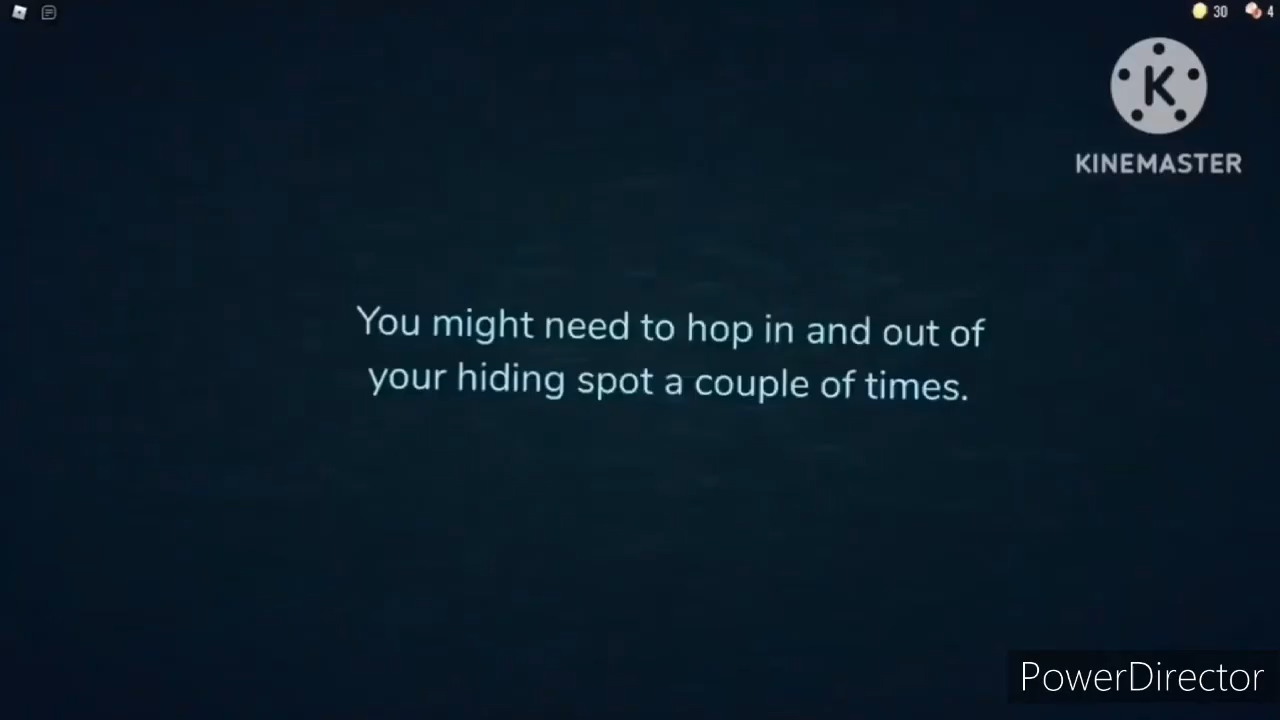 30
4
K
KINEMASTER
You might need to hop in and out of
your hiding spot a couple of times.
PowerDirector